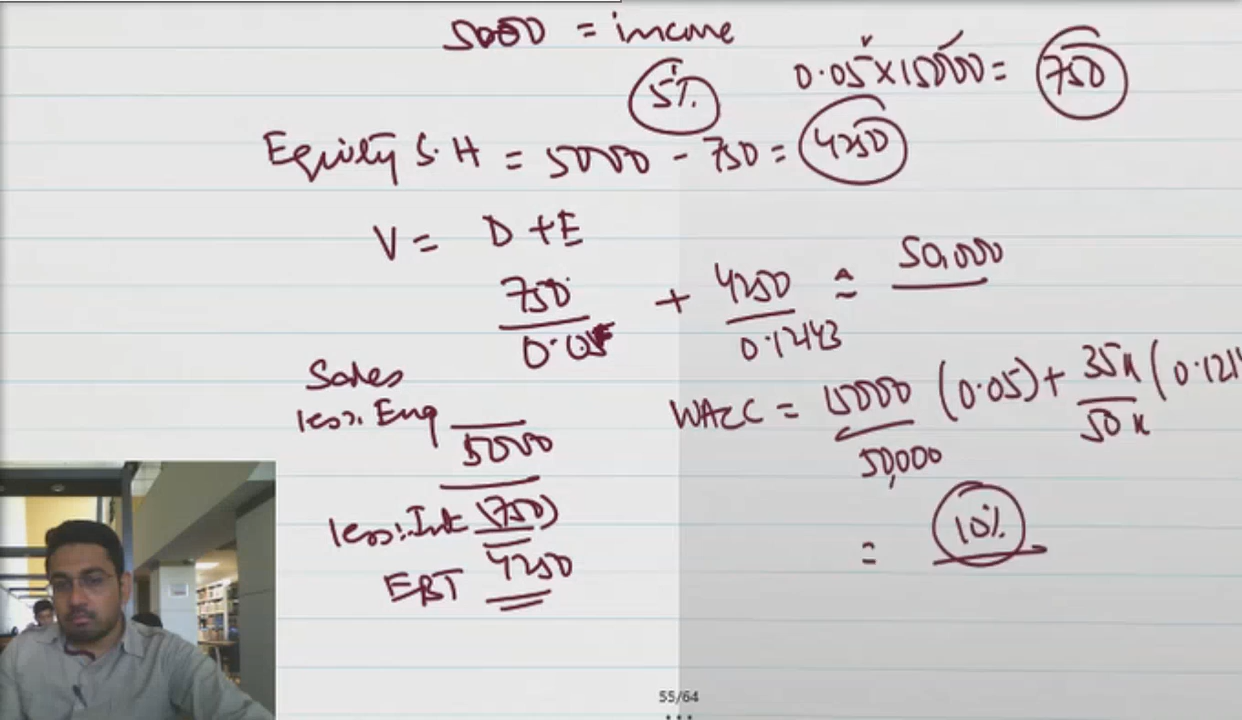 5000 = income
5% 0.05 × 15000 = 750
Equity S.H = 5000 - 750 = 4250
V = D + E
750 / 0.05 + 4250 / 0.12143 ≈ 50,000
Sales
less: Exp
5000
less: Int (750)
EBT 4250
WACC = 15000 / 50,000 (0.05) + 35k / 50k (0.1214
= 10%
55/64